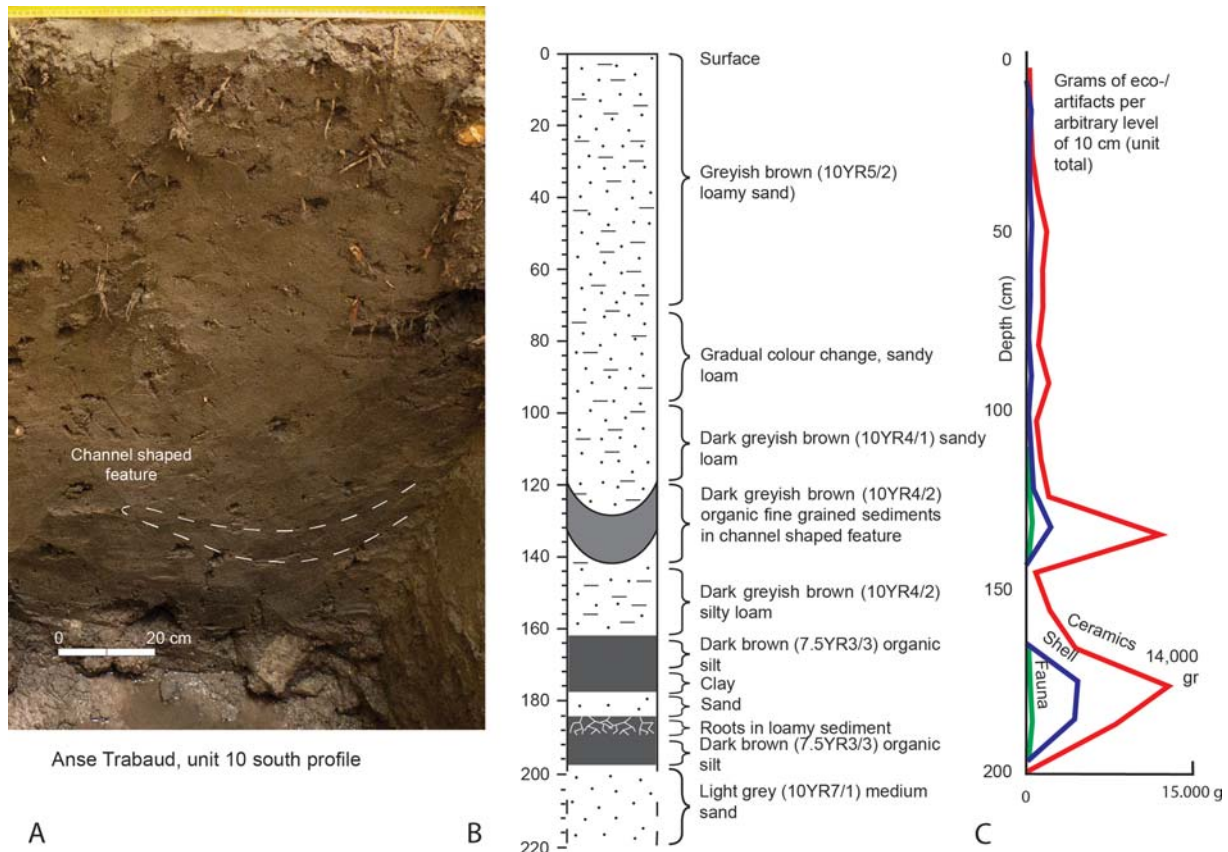 Channel shaped
feature
0
20 cm
Anse Trabaud, unit 10 south profile
A
0
20
40
60
80
100
120
140
160
180
200
220
Surface
Greyish brown (10YR5/2)
loamy sand)
Gradual colour change, sandy
loam
Dark greyish brown (10YR4/1) sandy
loam
Dark greyish brown (10YR4/2)
organic fine grained sediments
in channel shaped feature
Dark greyish brown (10YR4/2)
silty loam
Dark brown (7.5YR3/3) organic
silt
Clay
Sand
Roots in loamy sediment
Dark brown (7.5YR3/3) organic
silt
Light grey (10YR7/1) medium
sand
B
0
50
100
150
200
Depth (cm)
Grams of eco-/
artifacts per
arbitrary level
of 10 cm (unit
total)
Ceramics
Shell
Fauna
14,000
gr
0
15.000 g
C